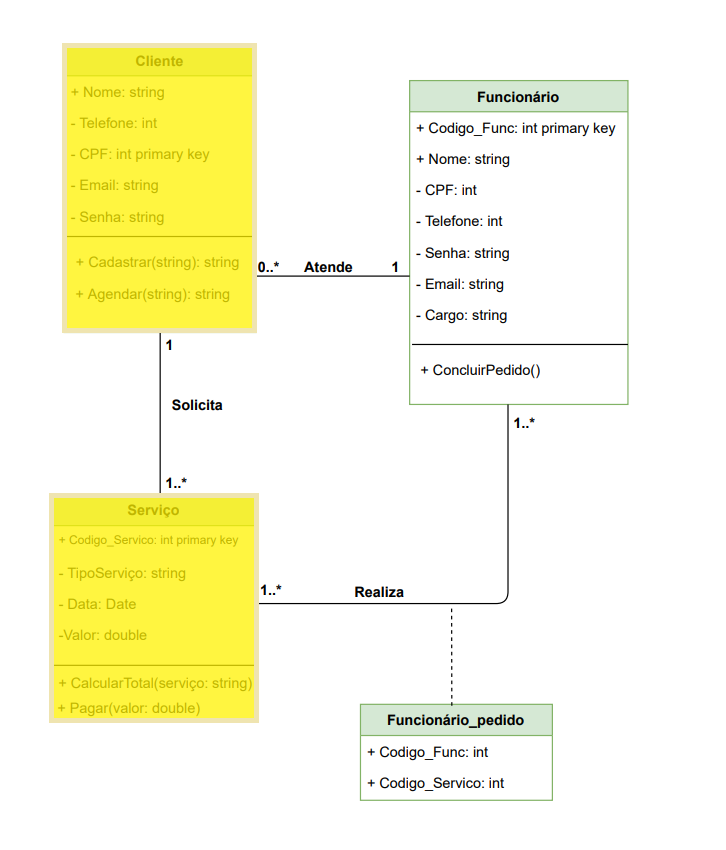 Cliente
+ Nome: string
- Telefone: int
- CPF: int primary key
- Email: string
- Senha: string
+ Cadastrar(string): string
+ Agendar(string): string
Funcionário
+ Codigo_Func: int primary key
+ Nome: string
- CPF: int
- Telefone: int
- Senha: string
- Email: string
- Cargo: string
+ ConcluirPedido()
0..* Atende 1
1
Solicita
1..*
1..*
Serviço
+ Codigo_Servico: int primary key
- TipoServiço: string
- Data: Date
-Valor: double
+ CalcularTotal(serviço: string)
+ Pagar(valor: double)
1..* Realiza
Funcionário_pedido
+ Codigo_Func: int
+ Codigo_Servico: int